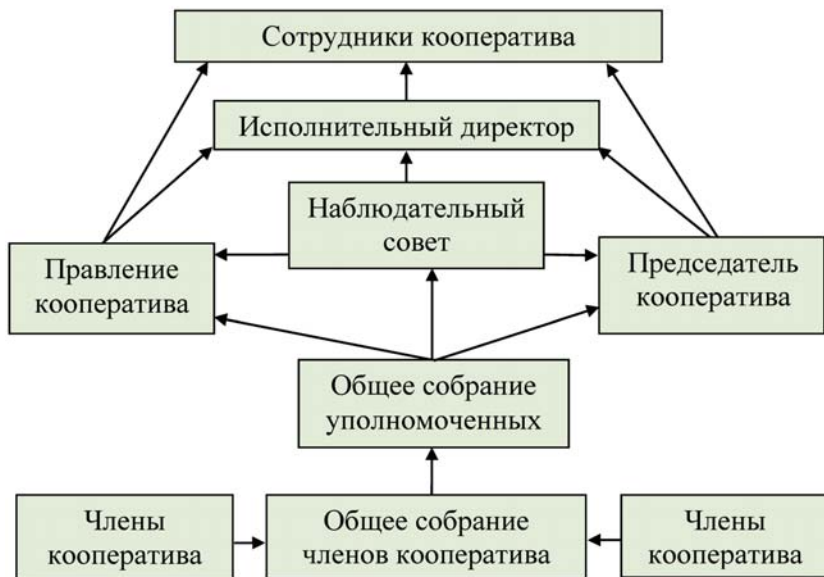 Сотрудники кооператива
Исполнительный директор
Наблюдательный
совет
Правление
кооператива
Председатель
кооператива
Общее собрание
уполномоченных
Члены
кооператива
Общее собрание
членов кооператива
Члены
кооператива